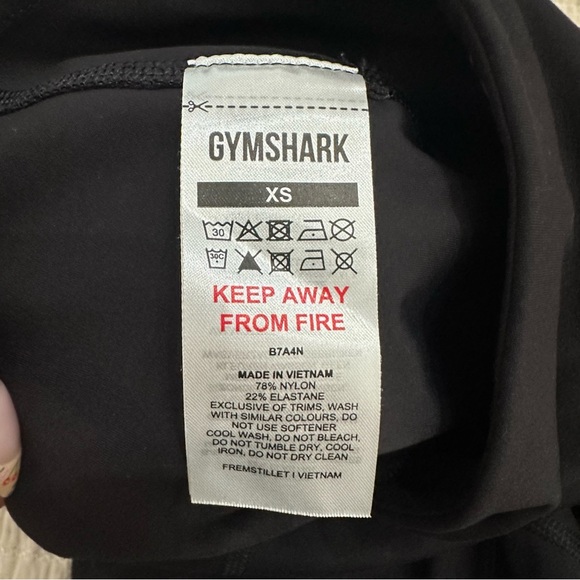 GYMSHARK
XS
30
30C
KEEP AWAY
FROM FIRE
B7A4N
MADE IN VIETNAM
78% NYLON
22% ELASTANE
EXCLUSIVE OF TRIMS, WASH
WITH SIMILAR COLOURS, DO
NOT USE SOFTENER
COOL WASH, DO NOT BLEACH,
DO NOT TUMBLE DRY, COOL
IRON, DO NOT DRY CLEAN
FREMSTILLET I VIETNAM